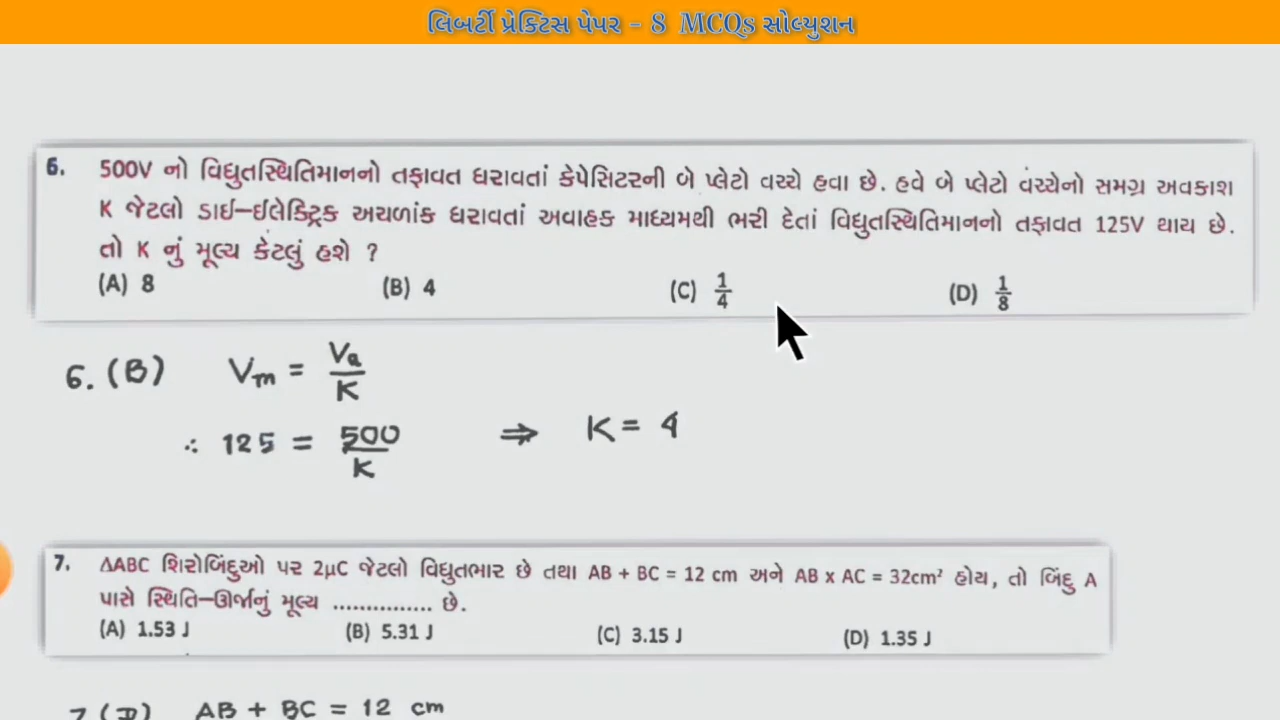 લિબર્ટી પ્રેક્ટિસ પેપર - 8 MCQs સોલ્યુશન
6. 500V નો વિદ્યુતસ્થિતિમાનનો તફાવત ધરાવતાં કેપેસિટરની બે પ્લેટો વચ્ચે હવા છે. હવે બે પ્લેટો વચ્ચેનો સમગ્ર અવકાશ
K જેટલો ડાઇ-ઈલેક્ટ્રિક અચળાંક ધરાવતાં અવાહક માધ્યમથી ભરી દેતાં વિદ્યુતસ્થિતિમાનનો તફાવત 125V થાય છે.
તો K નું મૂલ્ય કેટલું હશે ?
(A) 8 (B) 4 (C) 1/4 (D) 1/8
6. (B) Vm = Va/K
∴ 125 = 500/K ⇒ K = 4
7. ΔABC શિરોબિંદુઓ પર 2μC જેટલો વિદ્યુતભાર છે તથા AB + BC = 12 cm અને AB x AC = 32cm² હોય, તો બિંદુ A
પાસે સ્થિતિ-ઊર્જાનું મૂલ્ય ............... છે.
(A) 1.53 J (B) 5.31 J (C) 3.15 J (D) 1.35 J
7. (D) AB + BC = 12 cm